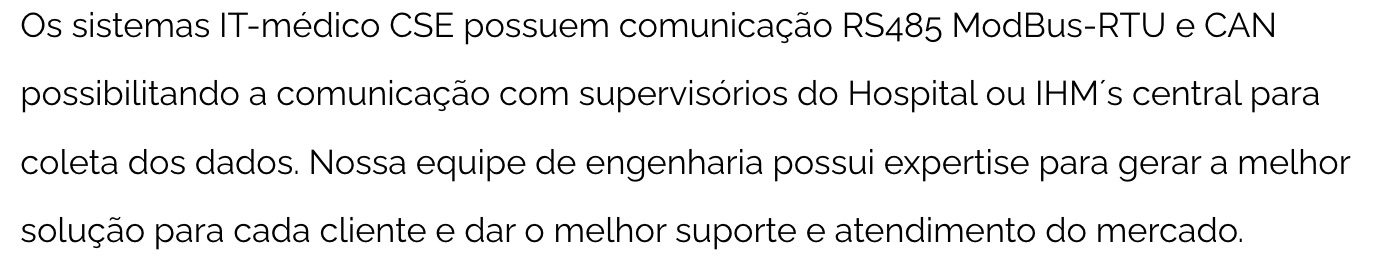 Os sistemas IT-médico CSE possuem comunicação RS485 ModBus-RTU e CAN
possibilitando a comunicação com supervisórios do Hospital ou IHM´s central para
coleta dos dados. Nossa equipe de engenharia possui expertise para gerar a melhor
solução para cada cliente e dar o melhor suporte e atendimento do mercado.